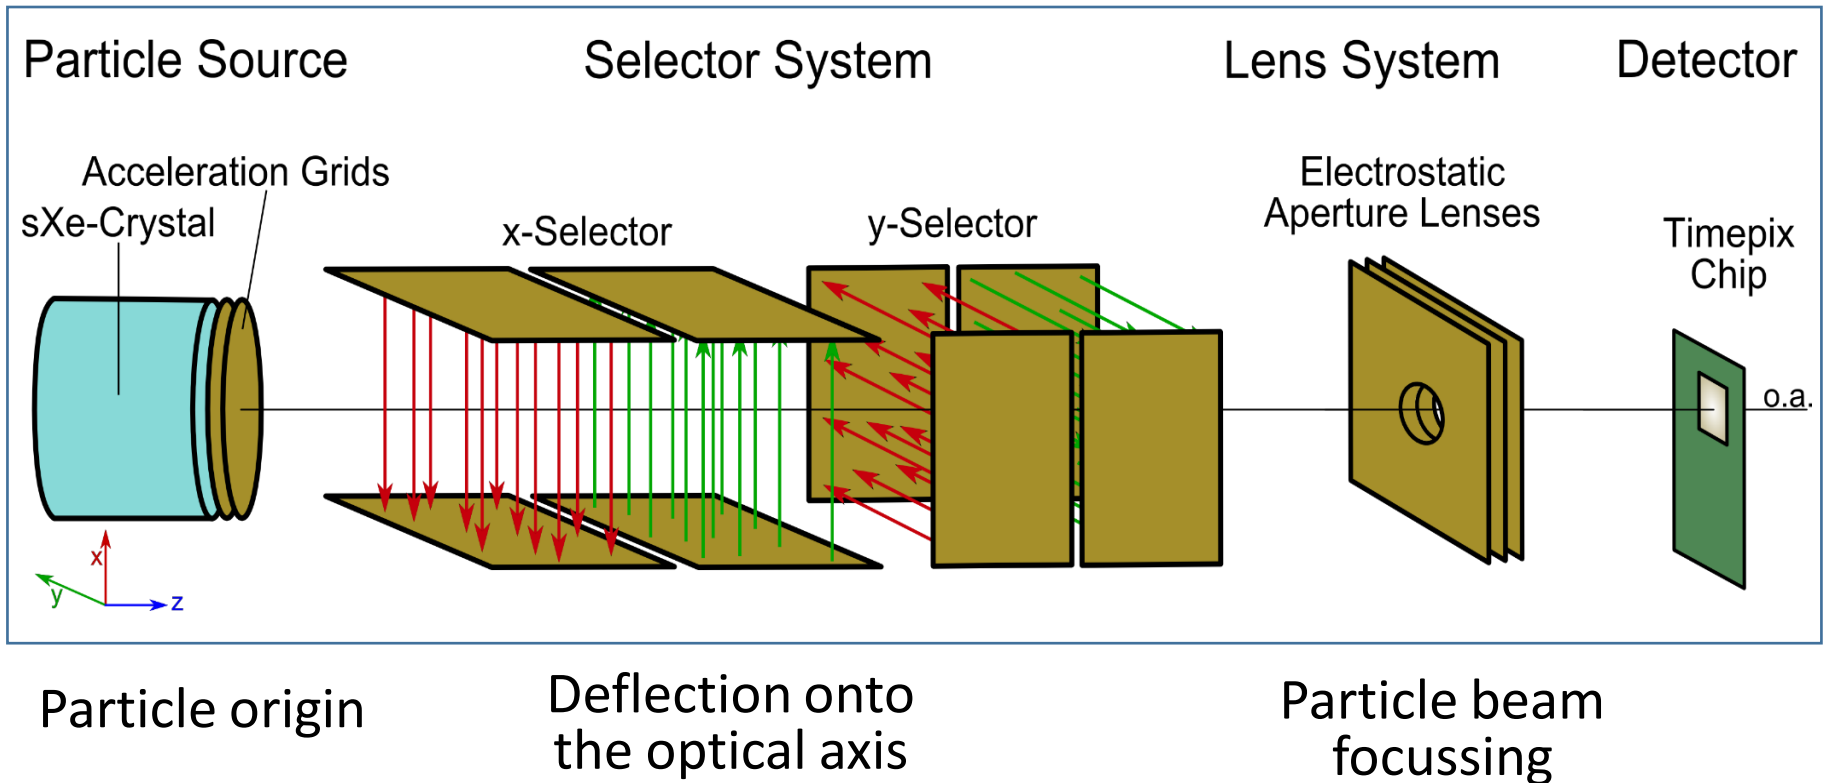 Particle Source
Selector System
Lens System
Detector
Acceleration Grids
sXe-Crystal
x-Selector
y-Selector
Electrostatic
Aperture Lenses
Timepix
Chip
o.a.
x
y
z
Particle origin
Deflection onto
the optical axis
Particle beam
focussing